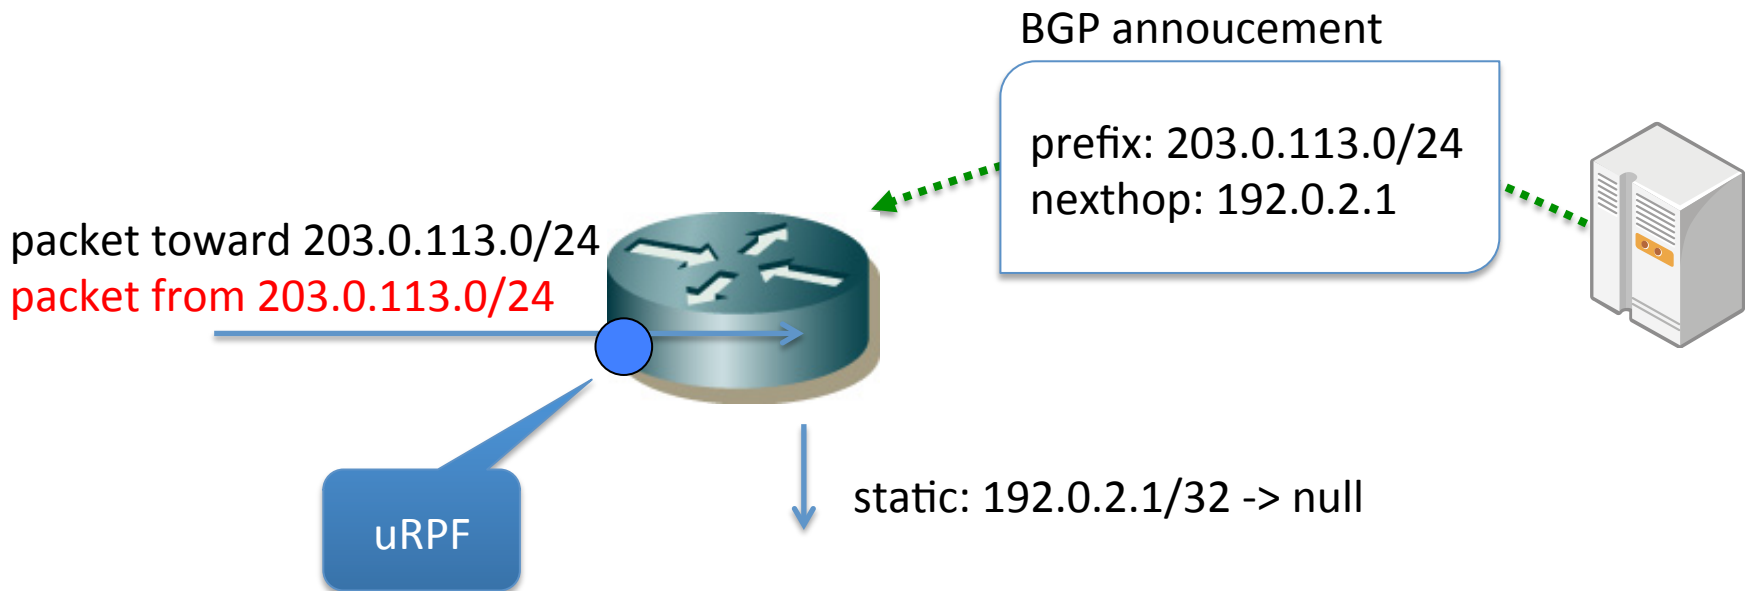 BGP annoucement
prefix: 203.0.113.0/24
nexthop: 192.0.2.1
packet toward 203.0.113.0/24
packet from 203.0.113.0/24
static: 192.0.2.1/32 -> null
uRPF